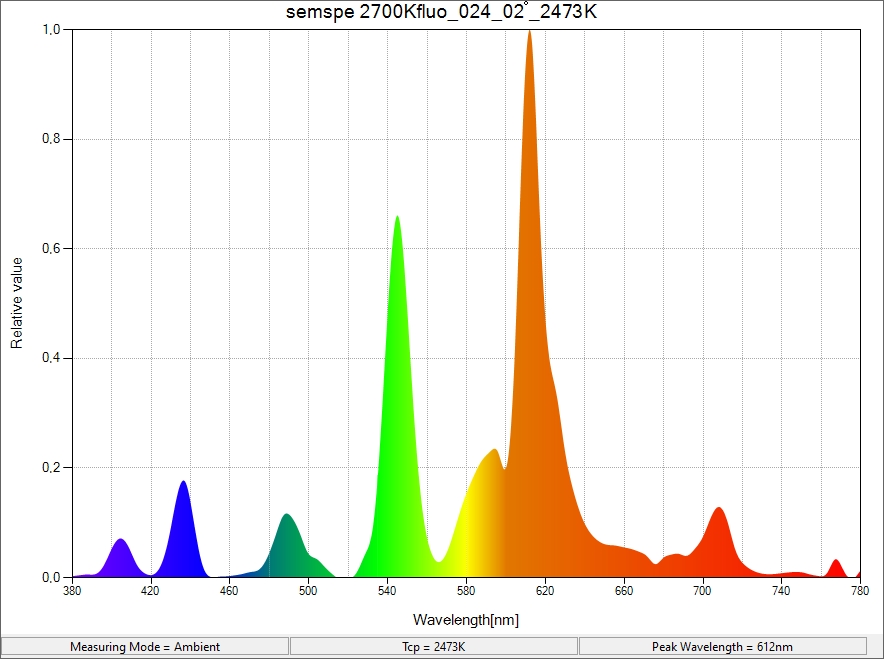 semspe 2700Kfluo_024_02°_2473K
1,0
0,8
0,6
0,4
0,2
0,0
Relative value
380 420 460 500 540 580 620 660 700 740 780
Wavelength[nm]
Measuring Mode = Ambient Tcp = 2473K Peak Wavelength = 612nm